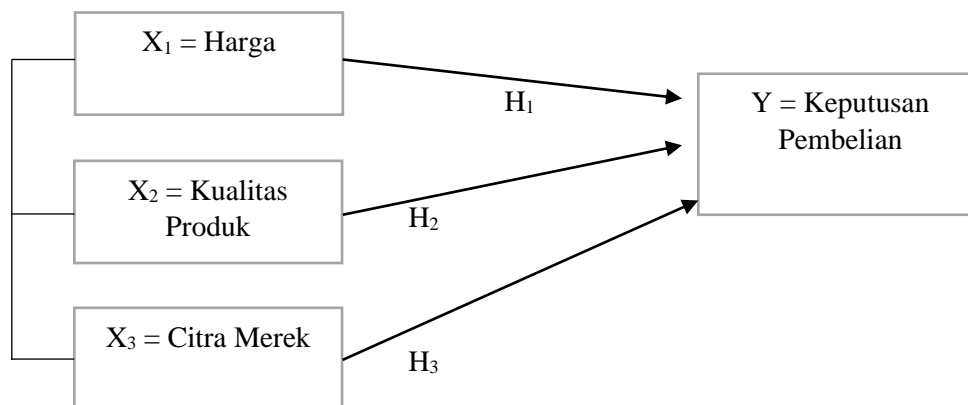 X₁ = Harga
H₁
Y = Keputusan
Pembelian
X₂ = Kualitas
Produk
H₂
X₃ = Citra Merek
H₃